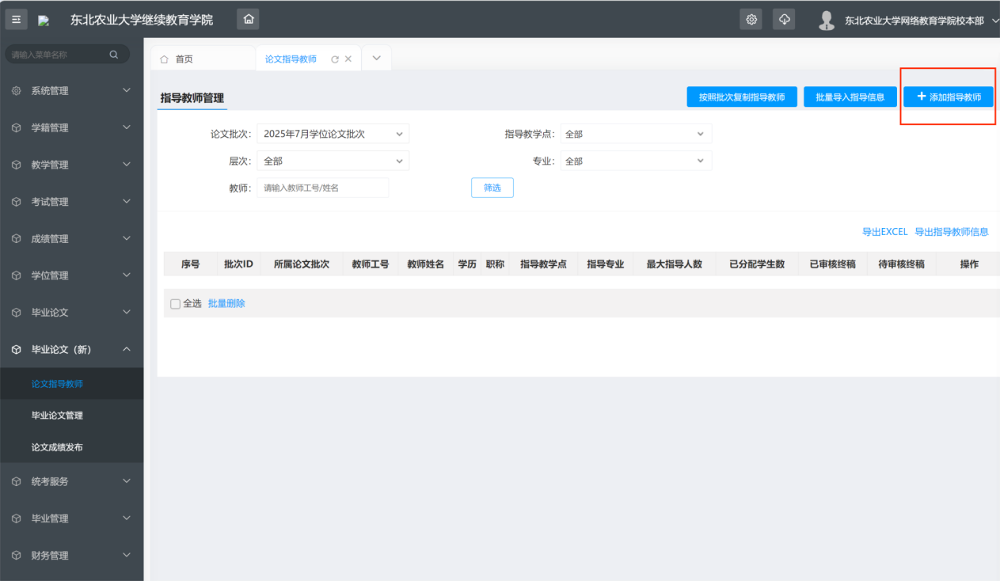 东北农业大学继续教育学院
东北农业大学网络教育学院校本部
请输入菜单名称
首页
论文指导教师
系统管理
学籍管理
教学管理
考试管理
成绩管理
学位管理
毕业论文
毕业论文（新）
论文指导教师
毕业论文管理
论文成绩发布
统考服务
毕业管理
财务管理
指导教师管理
按照批次复制指导教师
批量导入指导信息
添加指导教师
论文批次： 2025年7月学位论文批次
指导教学点： 全部
层次： 全部
专业： 全部
教师： 请输入教师工号/姓名
筛选
导出EXCEL 导出指导教师信息
序号 批次ID 所属论文批次 教师工号 教师姓名 学历 职称 指导教学点 指导专业 最大指导人数 已分配学生数 已审核终稿 待审核终稿 操作
全选 批量删除